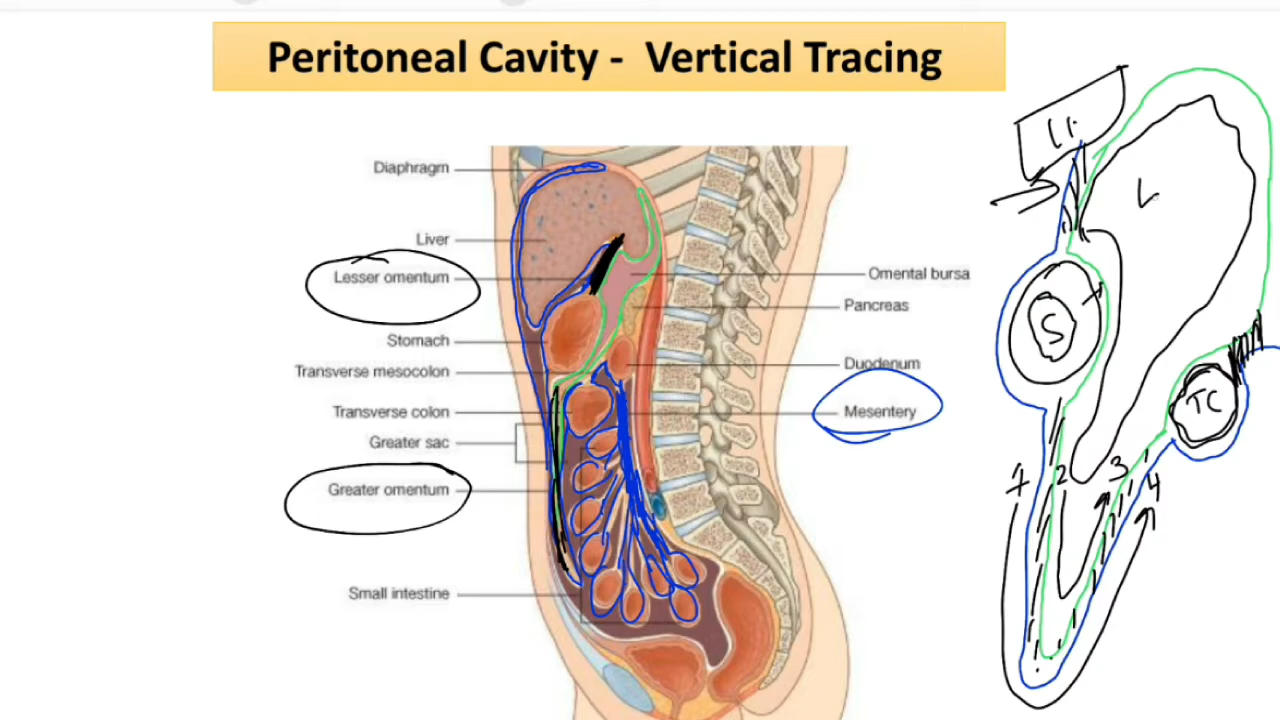 Peritoneal Cavity - Vertical Tracing
Diaphragm
Liver
Lesser omentum
Stomach
Transverse mesocolon
Transverse colon
Greater sac
Greater omentum
Small intestine
Omental bursa
Pancreas
Duodenum
Mesentery
S
TC
1 2 3 4